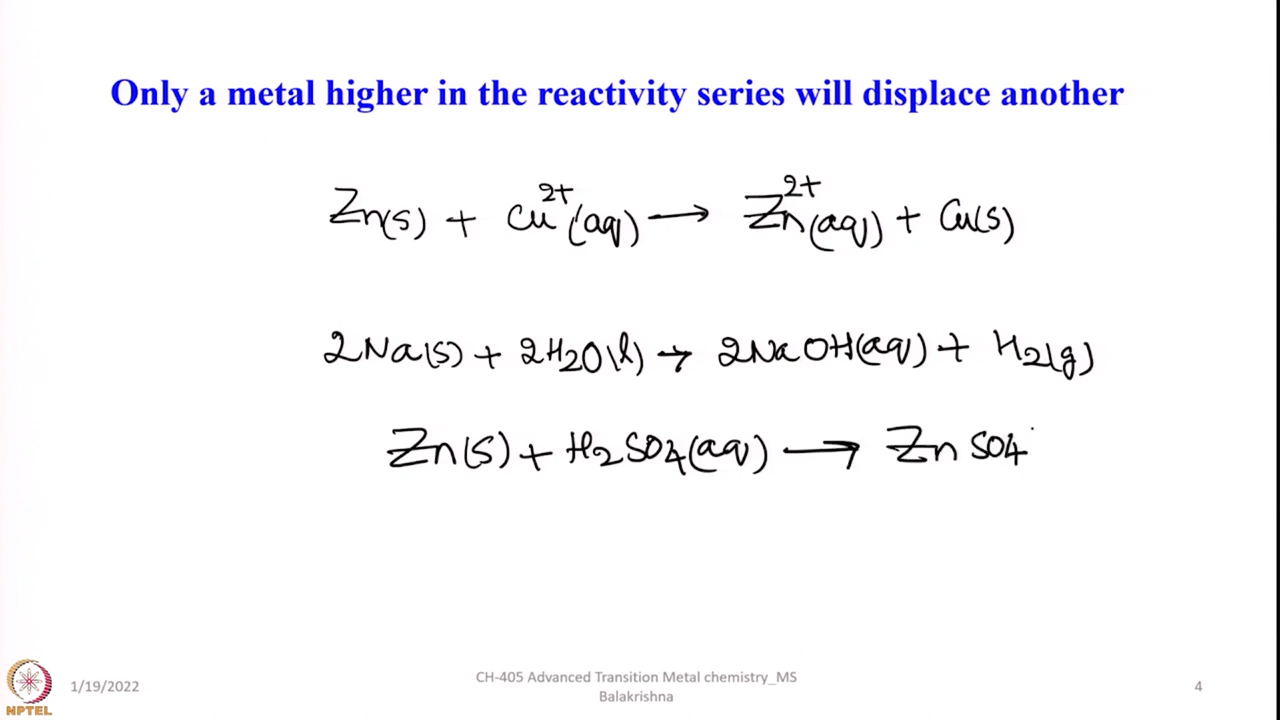 Only a metal higher in the reactivity series will displace another
Zn(s) + Cu²⁺(aq) → Zn²⁺(aq) + Cu(s)
2Na(s) + 2H2O(l) → 2NaOH(aq) + H2(g)
Zn(s) + H2SO4(aq) → ZnSO4
NPTEL
1/19/2022
CH-405 Advanced Transition Metal chemistry_MS
Balakrishna
4